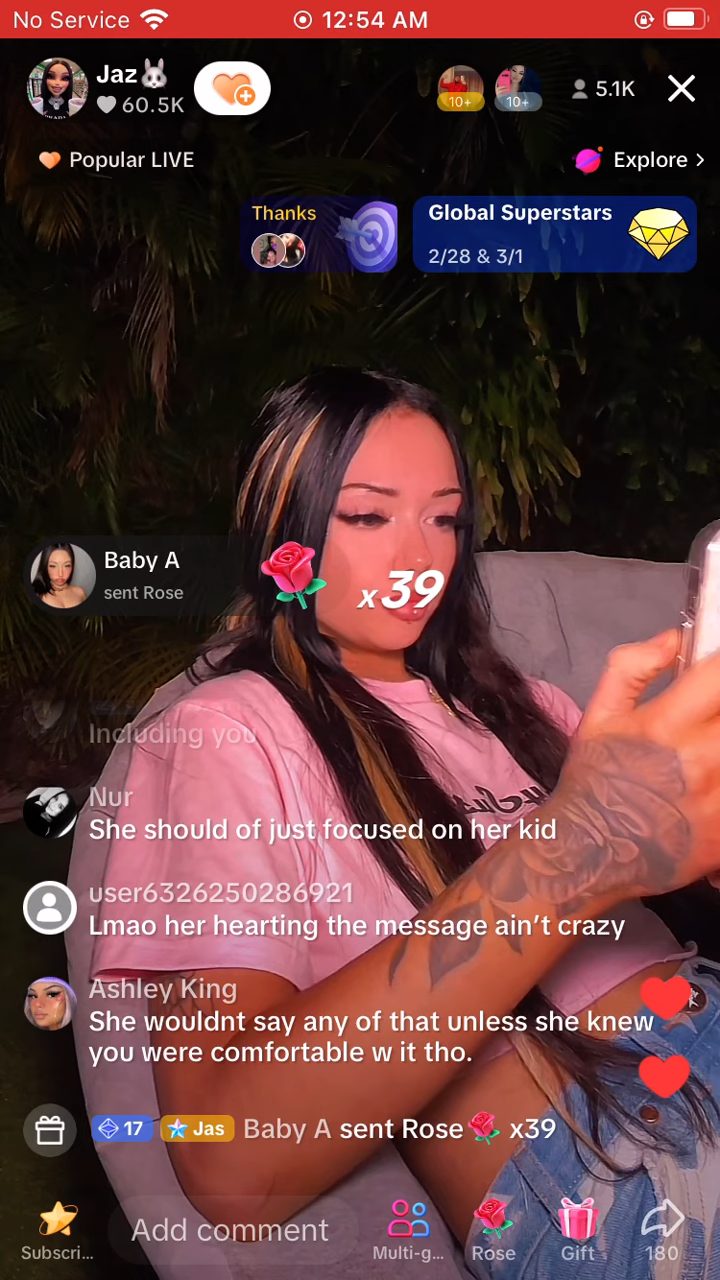 No Service 12:54 AM
Jaz🐰
60.5K
10+ 10+ 5.1K
Popular LIVE
Explore >
Thanks
Global Superstars
2/28 & 3/1
Baby A
sent Rose
x39
Including you
Nur
She should of just focused on her kid
user6326250286921
Lmao her hearting the message ain't crazy
Ashley King
She wouldnt say any of that unless she knew
you were comfortable w it tho.
17 Jas Baby A sent Rose🌹 x39
Add comment
Subscri... Multi-g... Rose Gift 180